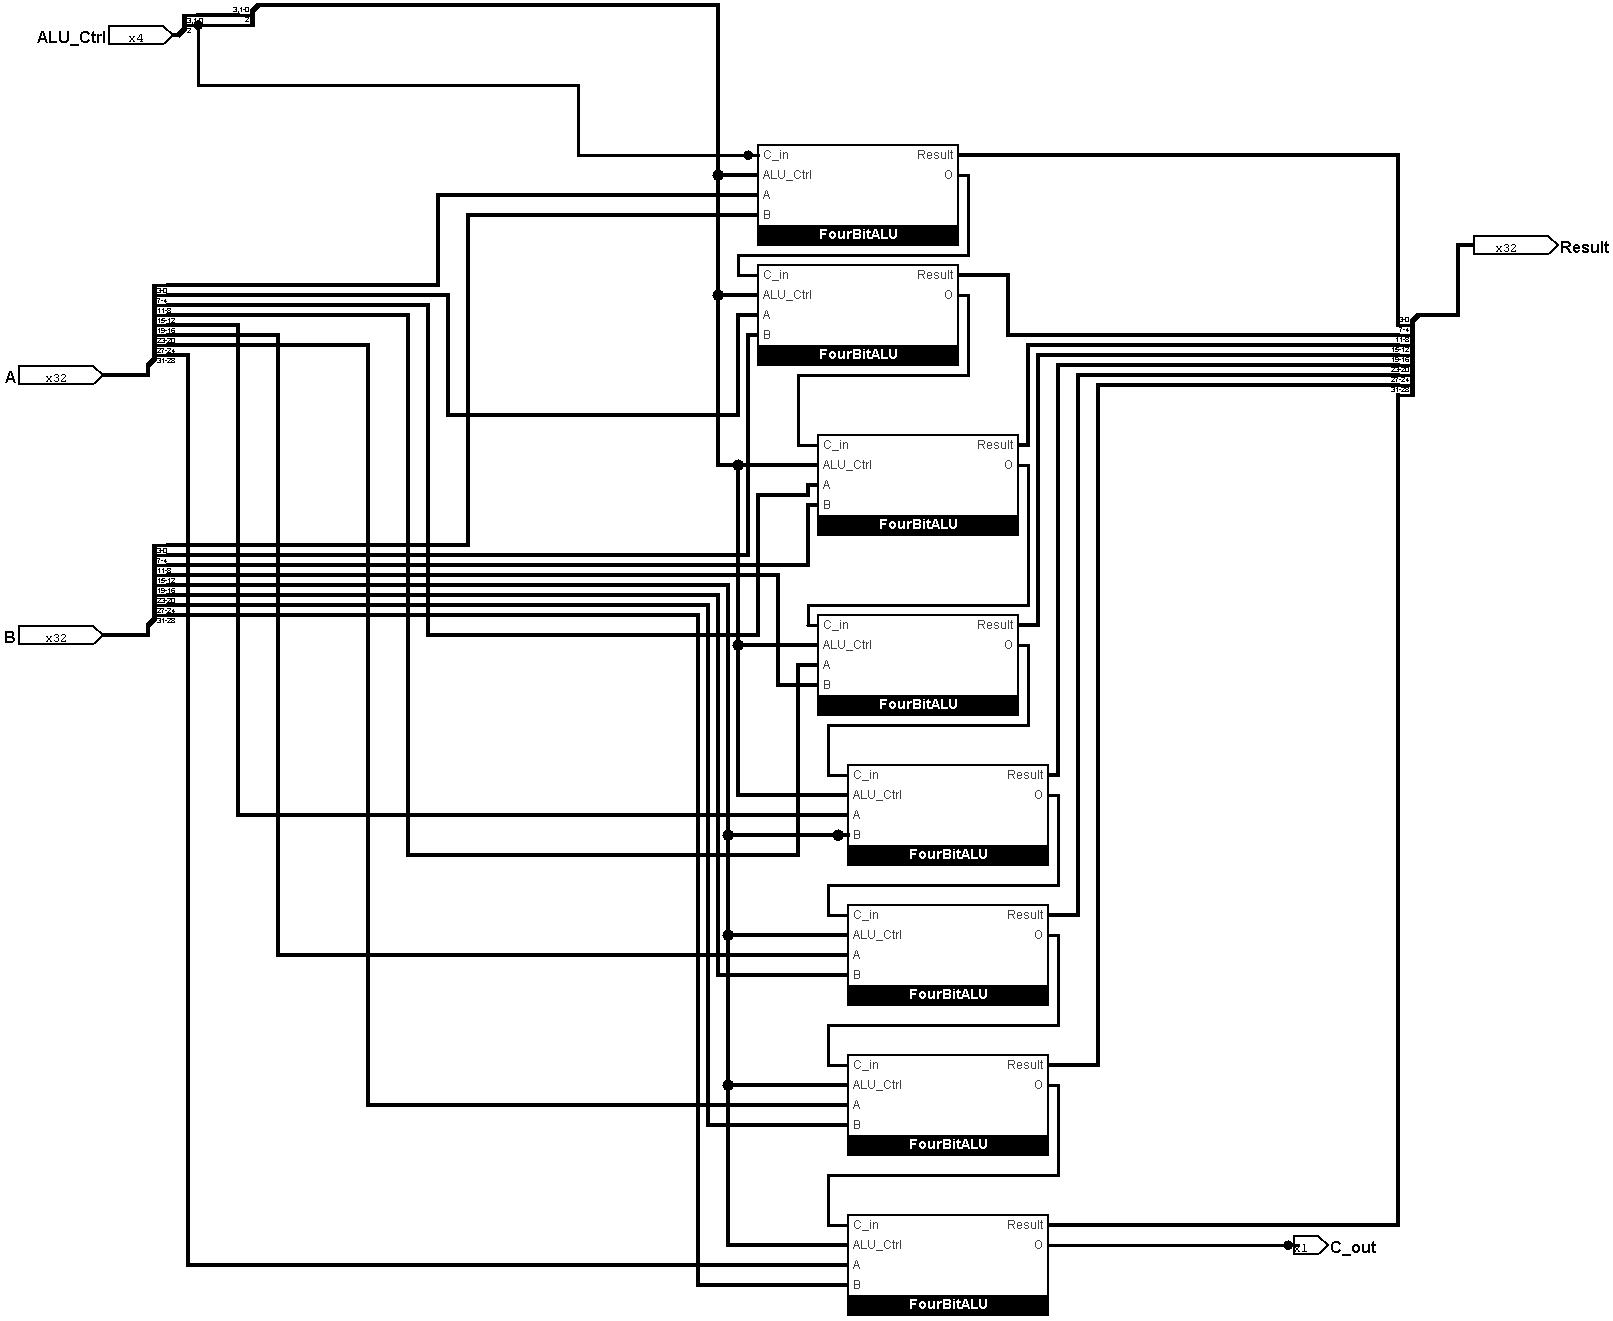 3,1-0
2
3,1-0
2
ALU_Ctrl x4
C_in Result
ALU_Ctrl O
A
B
FourBitALU
x32 Result
C_in Result
ALU_Ctrl O
A
B
FourBitALU
3-0
7-4
11-8
15-12
19-16
23-20
27-24
31-28
A x32
3-0
7-4
11-8
15-12
19-16
23-20
27-24
31-28
C_in Result
ALU_Ctrl O
A
B
FourBitALU
3-0
7-4
11-8
15-12
19-16
23-20
27-24
31-28
B x32
C_in Result
ALU_Ctrl O
A
B
FourBitALU
C_in Result
ALU_Ctrl O
A
B
FourBitALU
C_in Result
ALU_Ctrl O
A
B
FourBitALU
C_in Result
ALU_Ctrl O
A
B
FourBitALU
C_in Result
ALU_Ctrl O
A
B
FourBitALU
x1 C_out